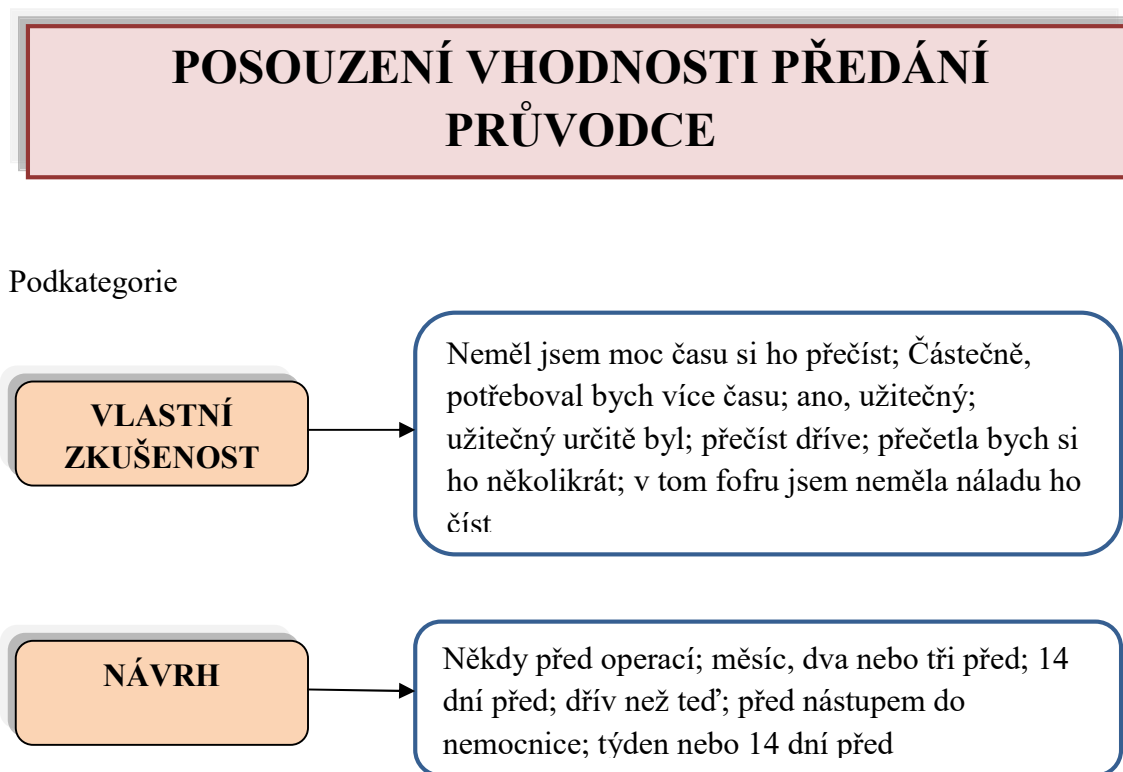 POSOUZENÍ VHODNOSTI PŘEDÁNÍ
PRŮVODCE
Podkategorie
VLASTNÍ
ZKUŠENOST
Neměl jsem moc času si ho přečíst; Částečně,
potřeboval bych více času; ano, užitečný;
užitečný určitě byl; přečíst dříve; přečetla bych si
ho několikrát; v tom fofru jsem neměla náladu ho
číst
NÁVRH
Někdy před operací; měsíc, dva nebo tři před; 14
dní před; dřív než teď; před nástupem do
nemocnice; týden nebo 14 dní před